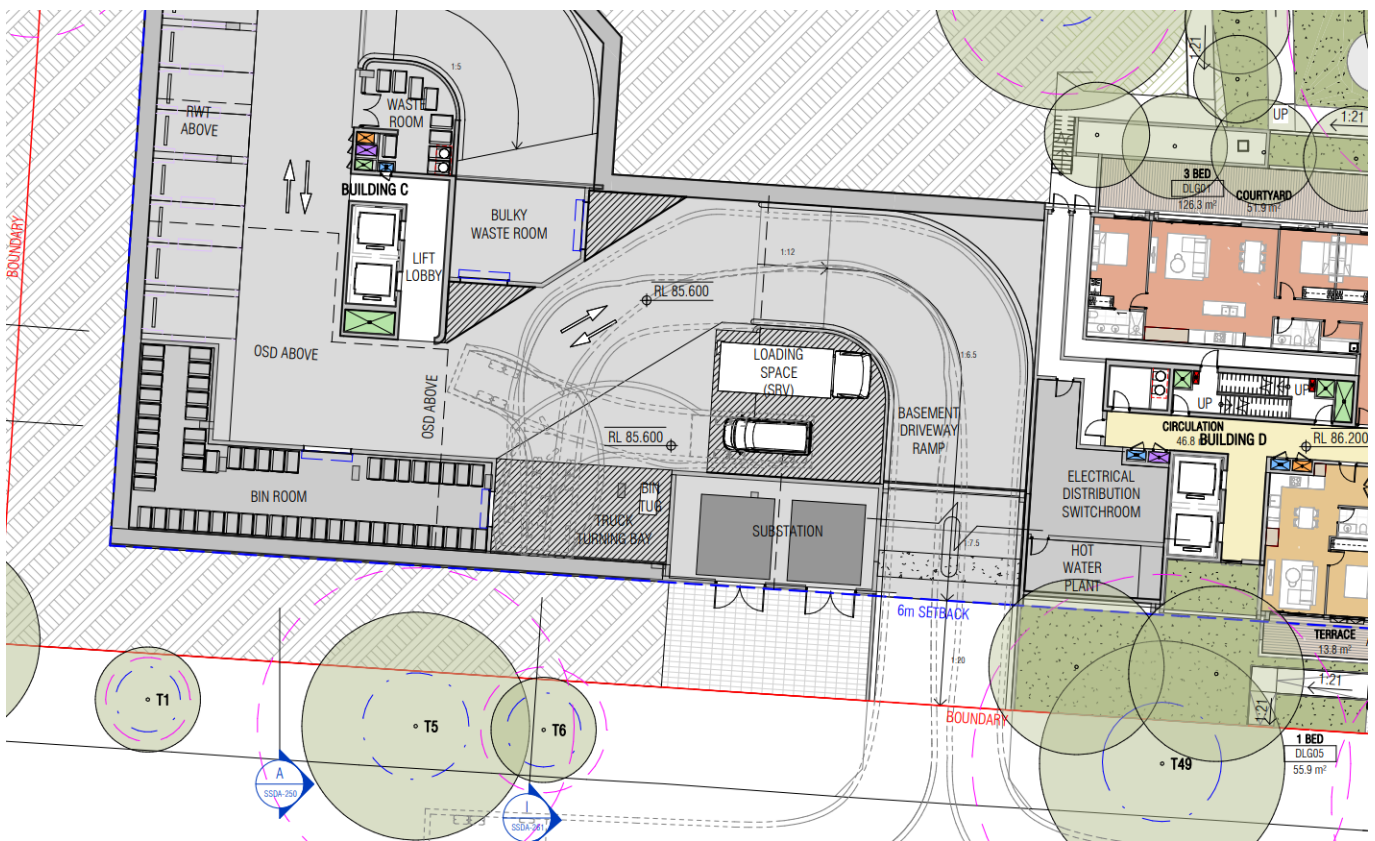 1:5
WASTE
ROOM
RWT
ABOVE
1:21
UP
1:21
BUILDING C
3 BED
DLG01
126.3 m²
COURTYARD
51.9 m²
BULKY
WASTE ROOM
BOUNDARY
LIFT
LOBBY
1:12
RL 85.600
OSD ABOVE
OSD ABOVE
LOADING
SPACE
(SRV)
1:6.5
BASEMENT
DRIVEWAY
RAMP
UP
UP
CIRCULATION
46.8 m
BUILDING D
RL 86.200
RL 85.600
BIN ROOM
BIN
TUG
TRUCK
TURNING BAY
SUBSTATION
ELECTRICAL
DISTRIBUTION
SWITCHROOM
1:7.5
HOT
WATER
PLANT
6m SETBACK
TERRACE
13.8 m²
1:20
1:21
1:21
BOUNDARY
T1
T5
T6
T49
1 BED
DLG05
55.9 m²
A
SSDA-250
SSDA-261